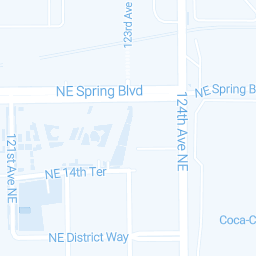 123rd Ave
NE Spring Blvd
NE Spring B
124th Ave NE
121st Ave NE
NE 14th Ter
Coca-C
NE District Way